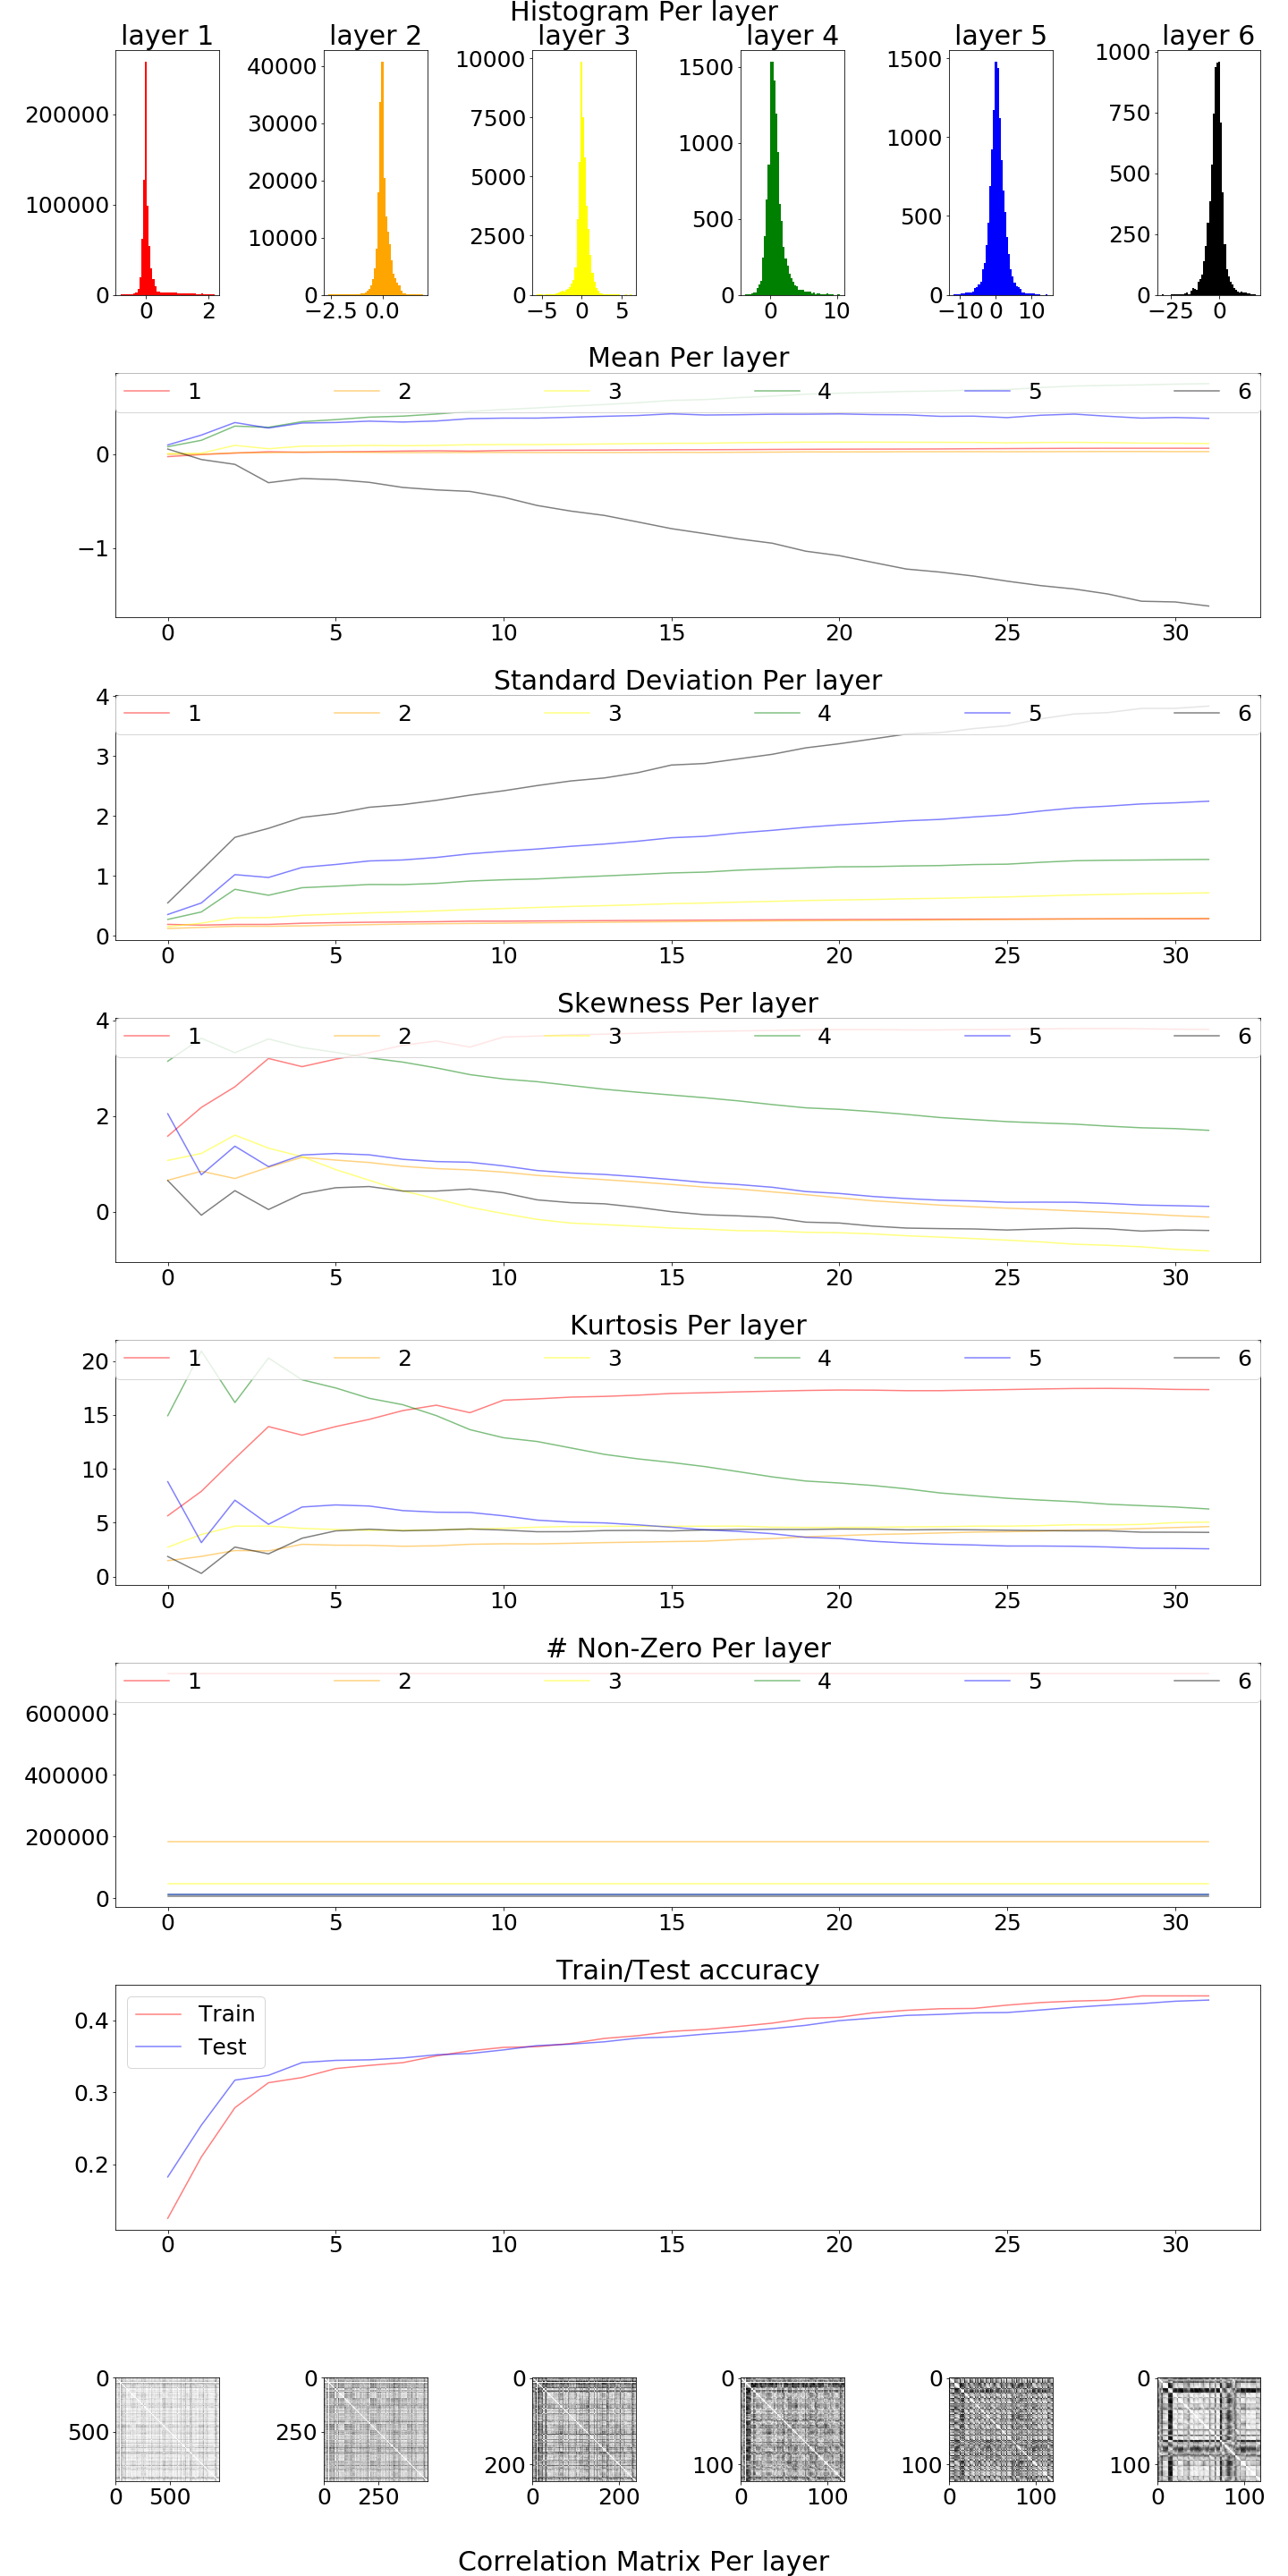 Histogram Per layer
layer 1 layer 2 layer 3 layer 4 layer 5 layer 6
200000
100000
0
0 2
40000
30000
20000
10000
0
−2.5 0.0
10000
7500
5000
2500
0
−5 0 5
1500
1000
500
0
0 10
1500
1000
500
0
−10 0 10
1000
750
500
250
0
−25 0
Mean Per layer
1 2 3 4 5 6
0
−1
0 5 10 15 20 25 30
Standard Deviation Per layer
1 2 3 4 5 6
4
3
2
1
0
0 5 10 15 20 25 30
Skewness Per layer
1 2 3 4 5 6
4
2
0
0 5 10 15 20 25 30
Kurtosis Per layer
1 2 3 4 5 6
20
15
10
5
0
0 5 10 15 20 25 30
# Non-Zero Per layer
1 2 3 4 5 6
600000
400000
200000
0
0 5 10 15 20 25 30
Train/Test accuracy
Train
Test
0.4
0.3
0.2
0 5 10 15 20 25 30
0
500
0 500
0
250
0 250
0
200
0 200
0
100
0 100
0
100
0 100
0
100
0 100
Correlation Matrix Per layer